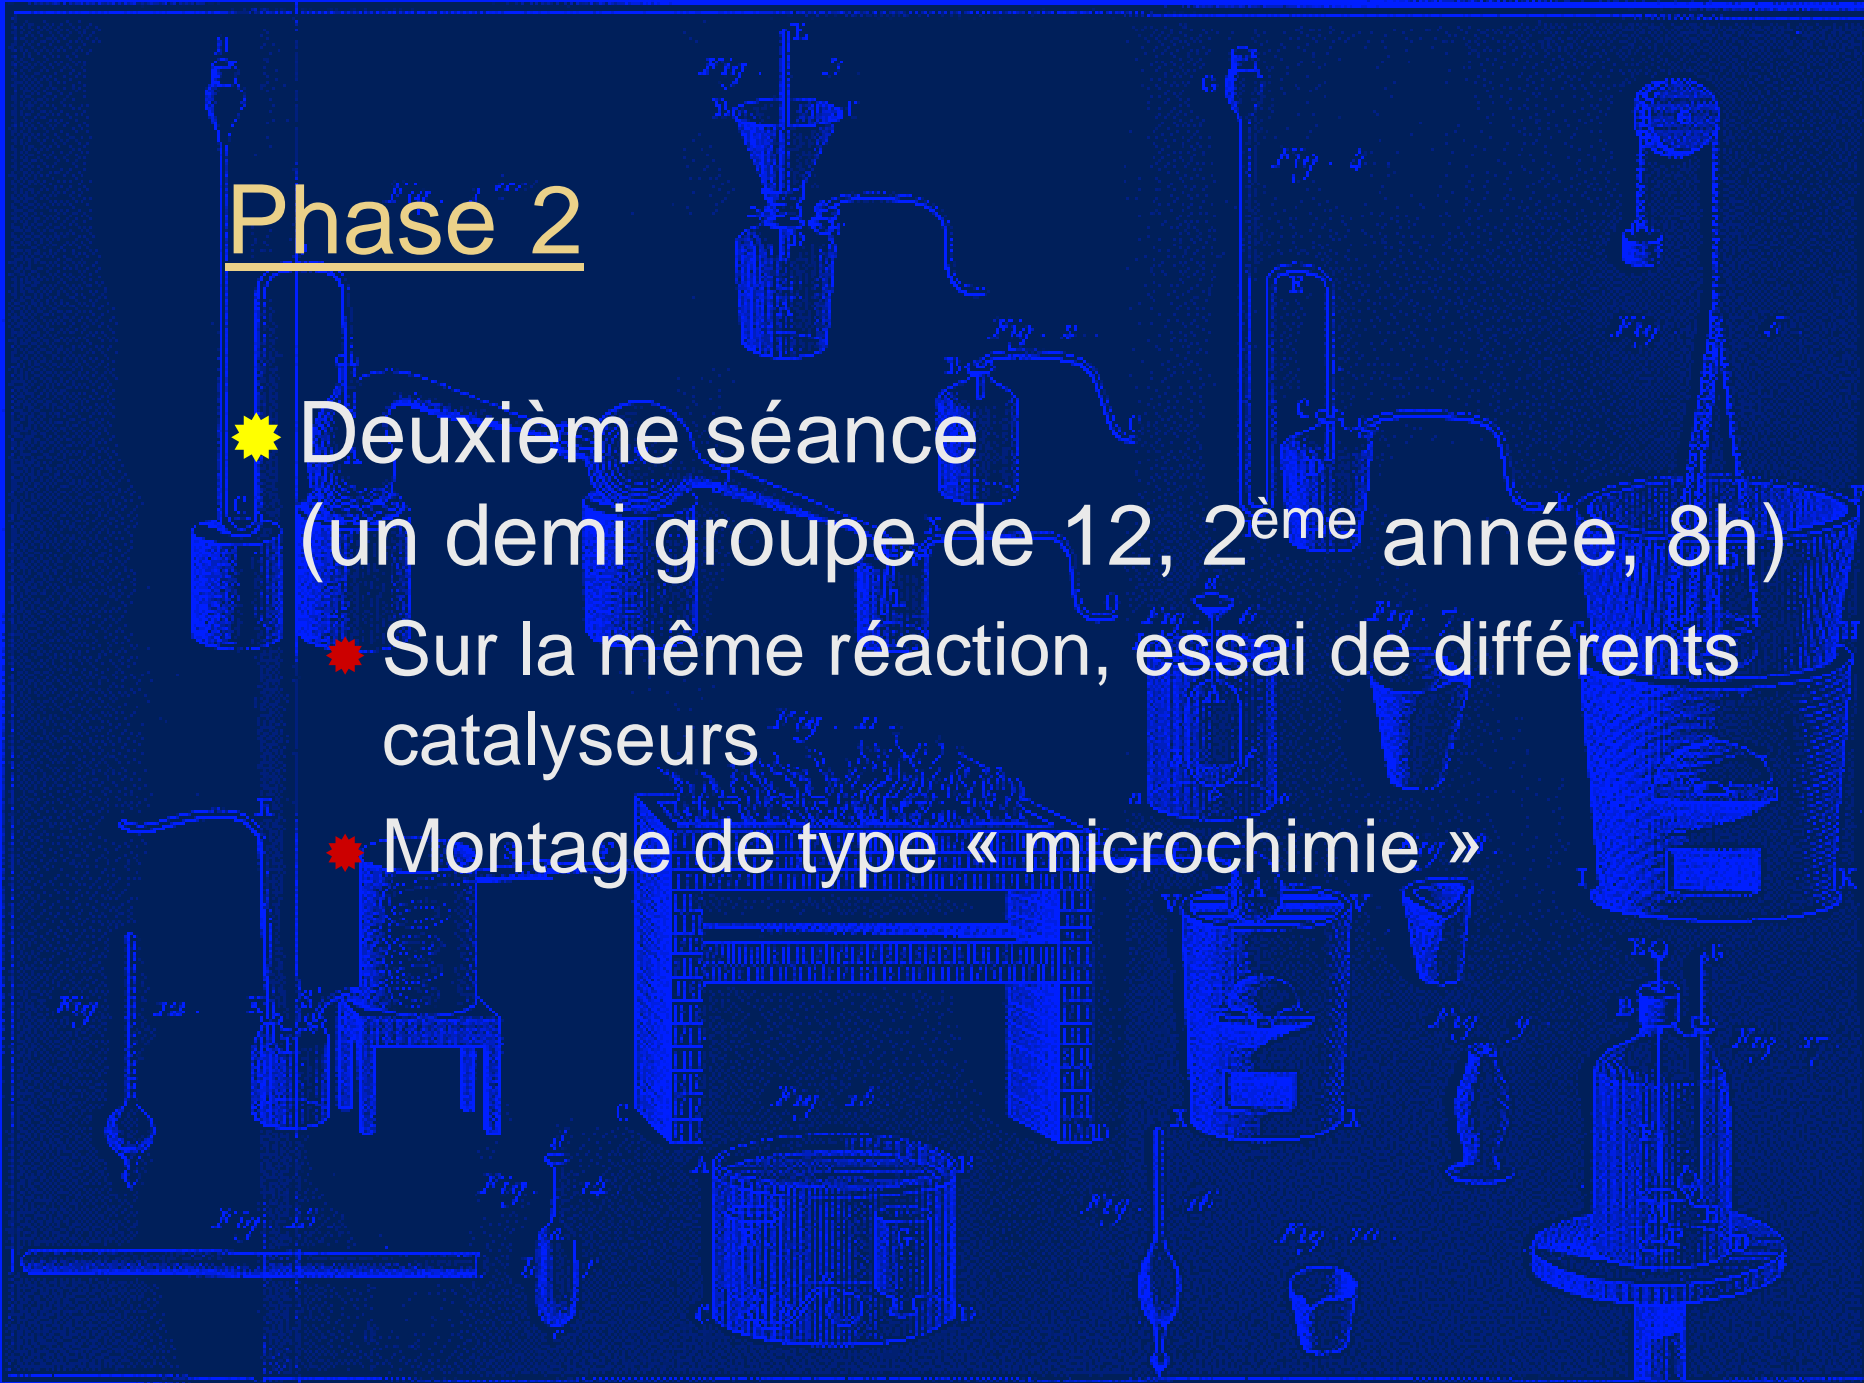 Phase 2
Deuxième séance
(un demi groupe de 12, 2ème année, 8h)
Sur la même réaction, essai de différents
catalyseurs
Montage de type « microchimie »